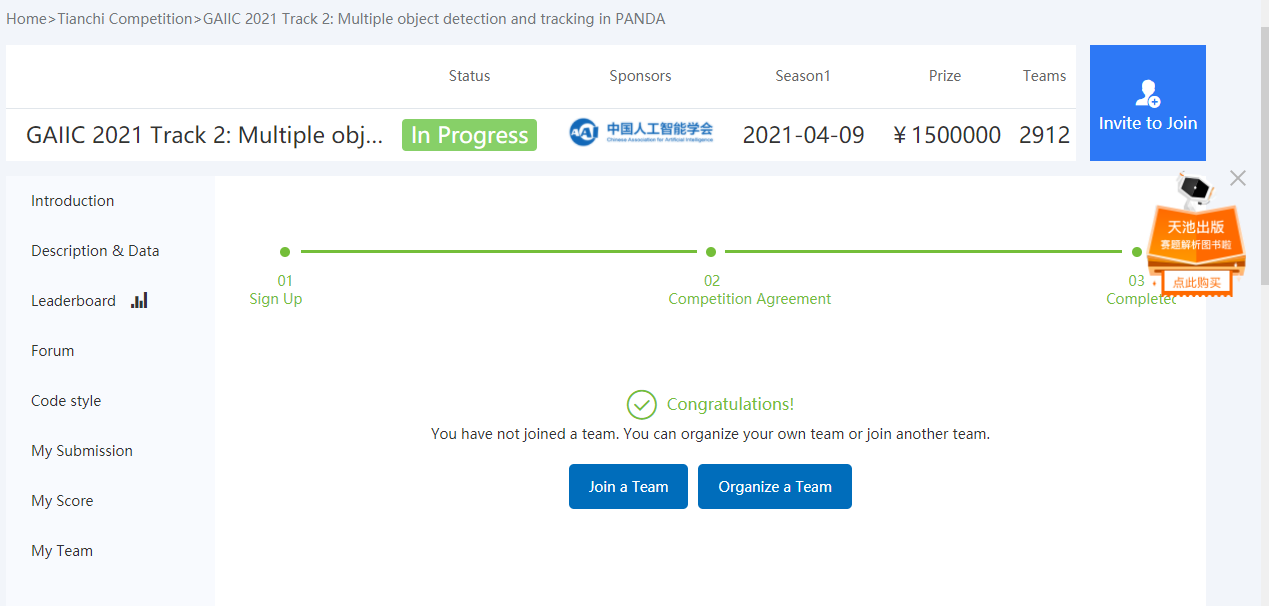 Home>Tianchi Competition>GAIIC 2021 Track 2: Multiple object detection and tracking in PANDA
Status Sponsors Season1 Prize Teams
GAIIC 2021 Track 2: Multiple obj... In Progress 中国人工智能学会 2021-04-09 ¥ 1500000 2912
Chinese Association for Artificial Intelligence
Invite to Join
Introduction
Description & Data
Leaderboard
Forum
Code style
My Submission
My Score
My Team
01 02 03
Sign Up Competition Agreement Completed
天池出版
赛题解析图书啦
点此购买
Congratulations!
You have not joined a team. You can organize your own team or join another team.
Join a Team Organize a Team